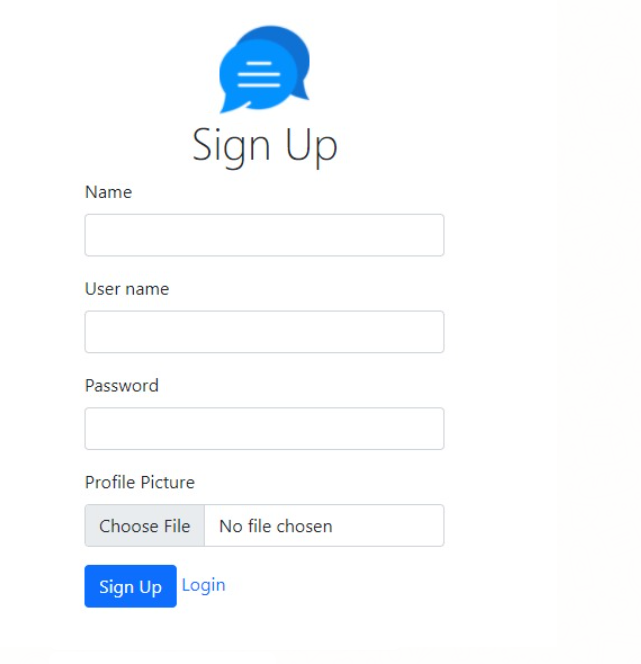 Sign Up
Name
User name
Password
Profile Picture
Choose File No file chosen
Sign Up Login